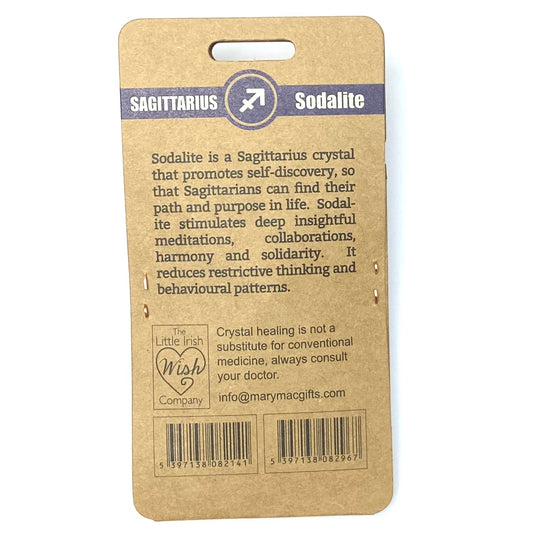 SAGITTARIUS Sodalite
Sodalite is a Sagittarius crystal
that promotes self-discovery, so
that Sagittarians can find their
path and purpose in life. Sodal-
ite stimulates deep insightful
meditations, collaborations,
harmony and solidarity. It
reduces restrictive thinking and
behavioural patterns.
The
Little Irish
Wish
Company
Crystal healing is not a
substitute for conventional
medicine, always consult
your doctor.
info@marymacgifts.com
5 397138 082141
5 397138 082967